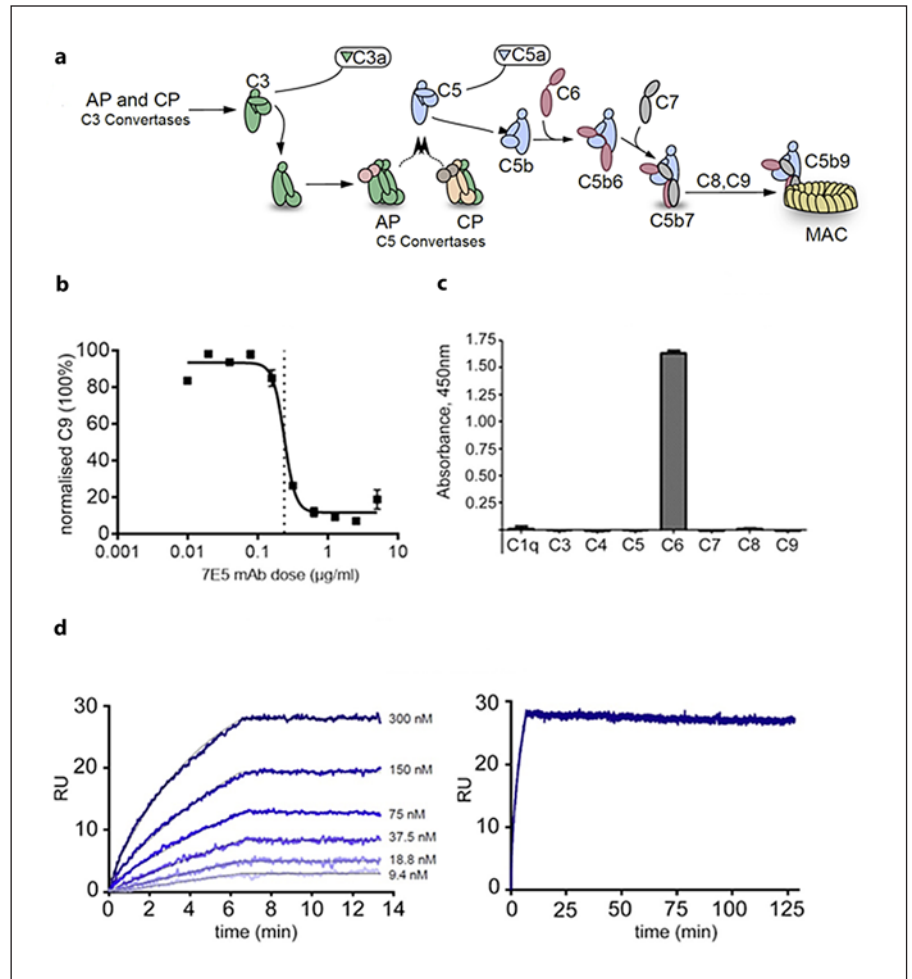 a
C3a
C5a
C3
C5
C6
C7
AP and CP
C3 Convertases
C5b
C5b6
C5b7
C8,C9
C5b9
MAC
AP
CP
C5 Convertases
b
normalised C9 (100%)
100
80
60
40
20
0
0.001
0.01
0.1
1
10
7E5 mAb dose (µg/ml)
c
Absorbance, 450nm
1.75
1.50
1.25
1.00
0.75
0.50
0.25
C1q C3 C4 C5 C6 C7 C8 C9
d
RU
30
20
10
0
300 nM
150 nM
75 nM
37.5 nM
18.8 nM
9.4 nM
0 2 4 6 8 10 12 14
time (min)
RU
30
20
10
0
0 25 50 75 100 125
time (min)